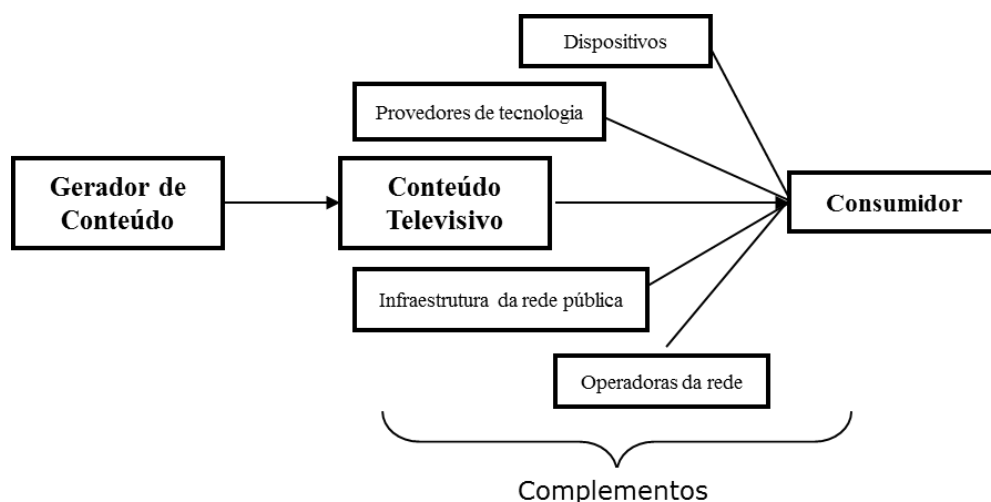 Dispositivos
Provedores de tecnologia
Gerador de
Conteúdo
Conteúdo
Televisivo
Consumidor
Infraestrutura da rede pública
Operadoras da rede
Complementos